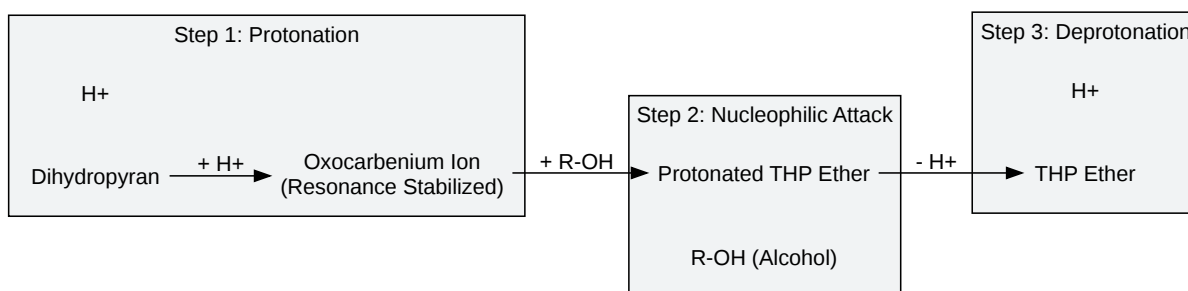 Step 1: Protonation
H+
Dihydropyran
+ H+
Oxocarbenium Ion
(Resonance Stabilized)
+ R-OH
Step 2: Nucleophilic Attack
Protonated THP Ether
R-OH (Alcohol)
- H+
Step 3: Deprotonation
H+
THP Ether